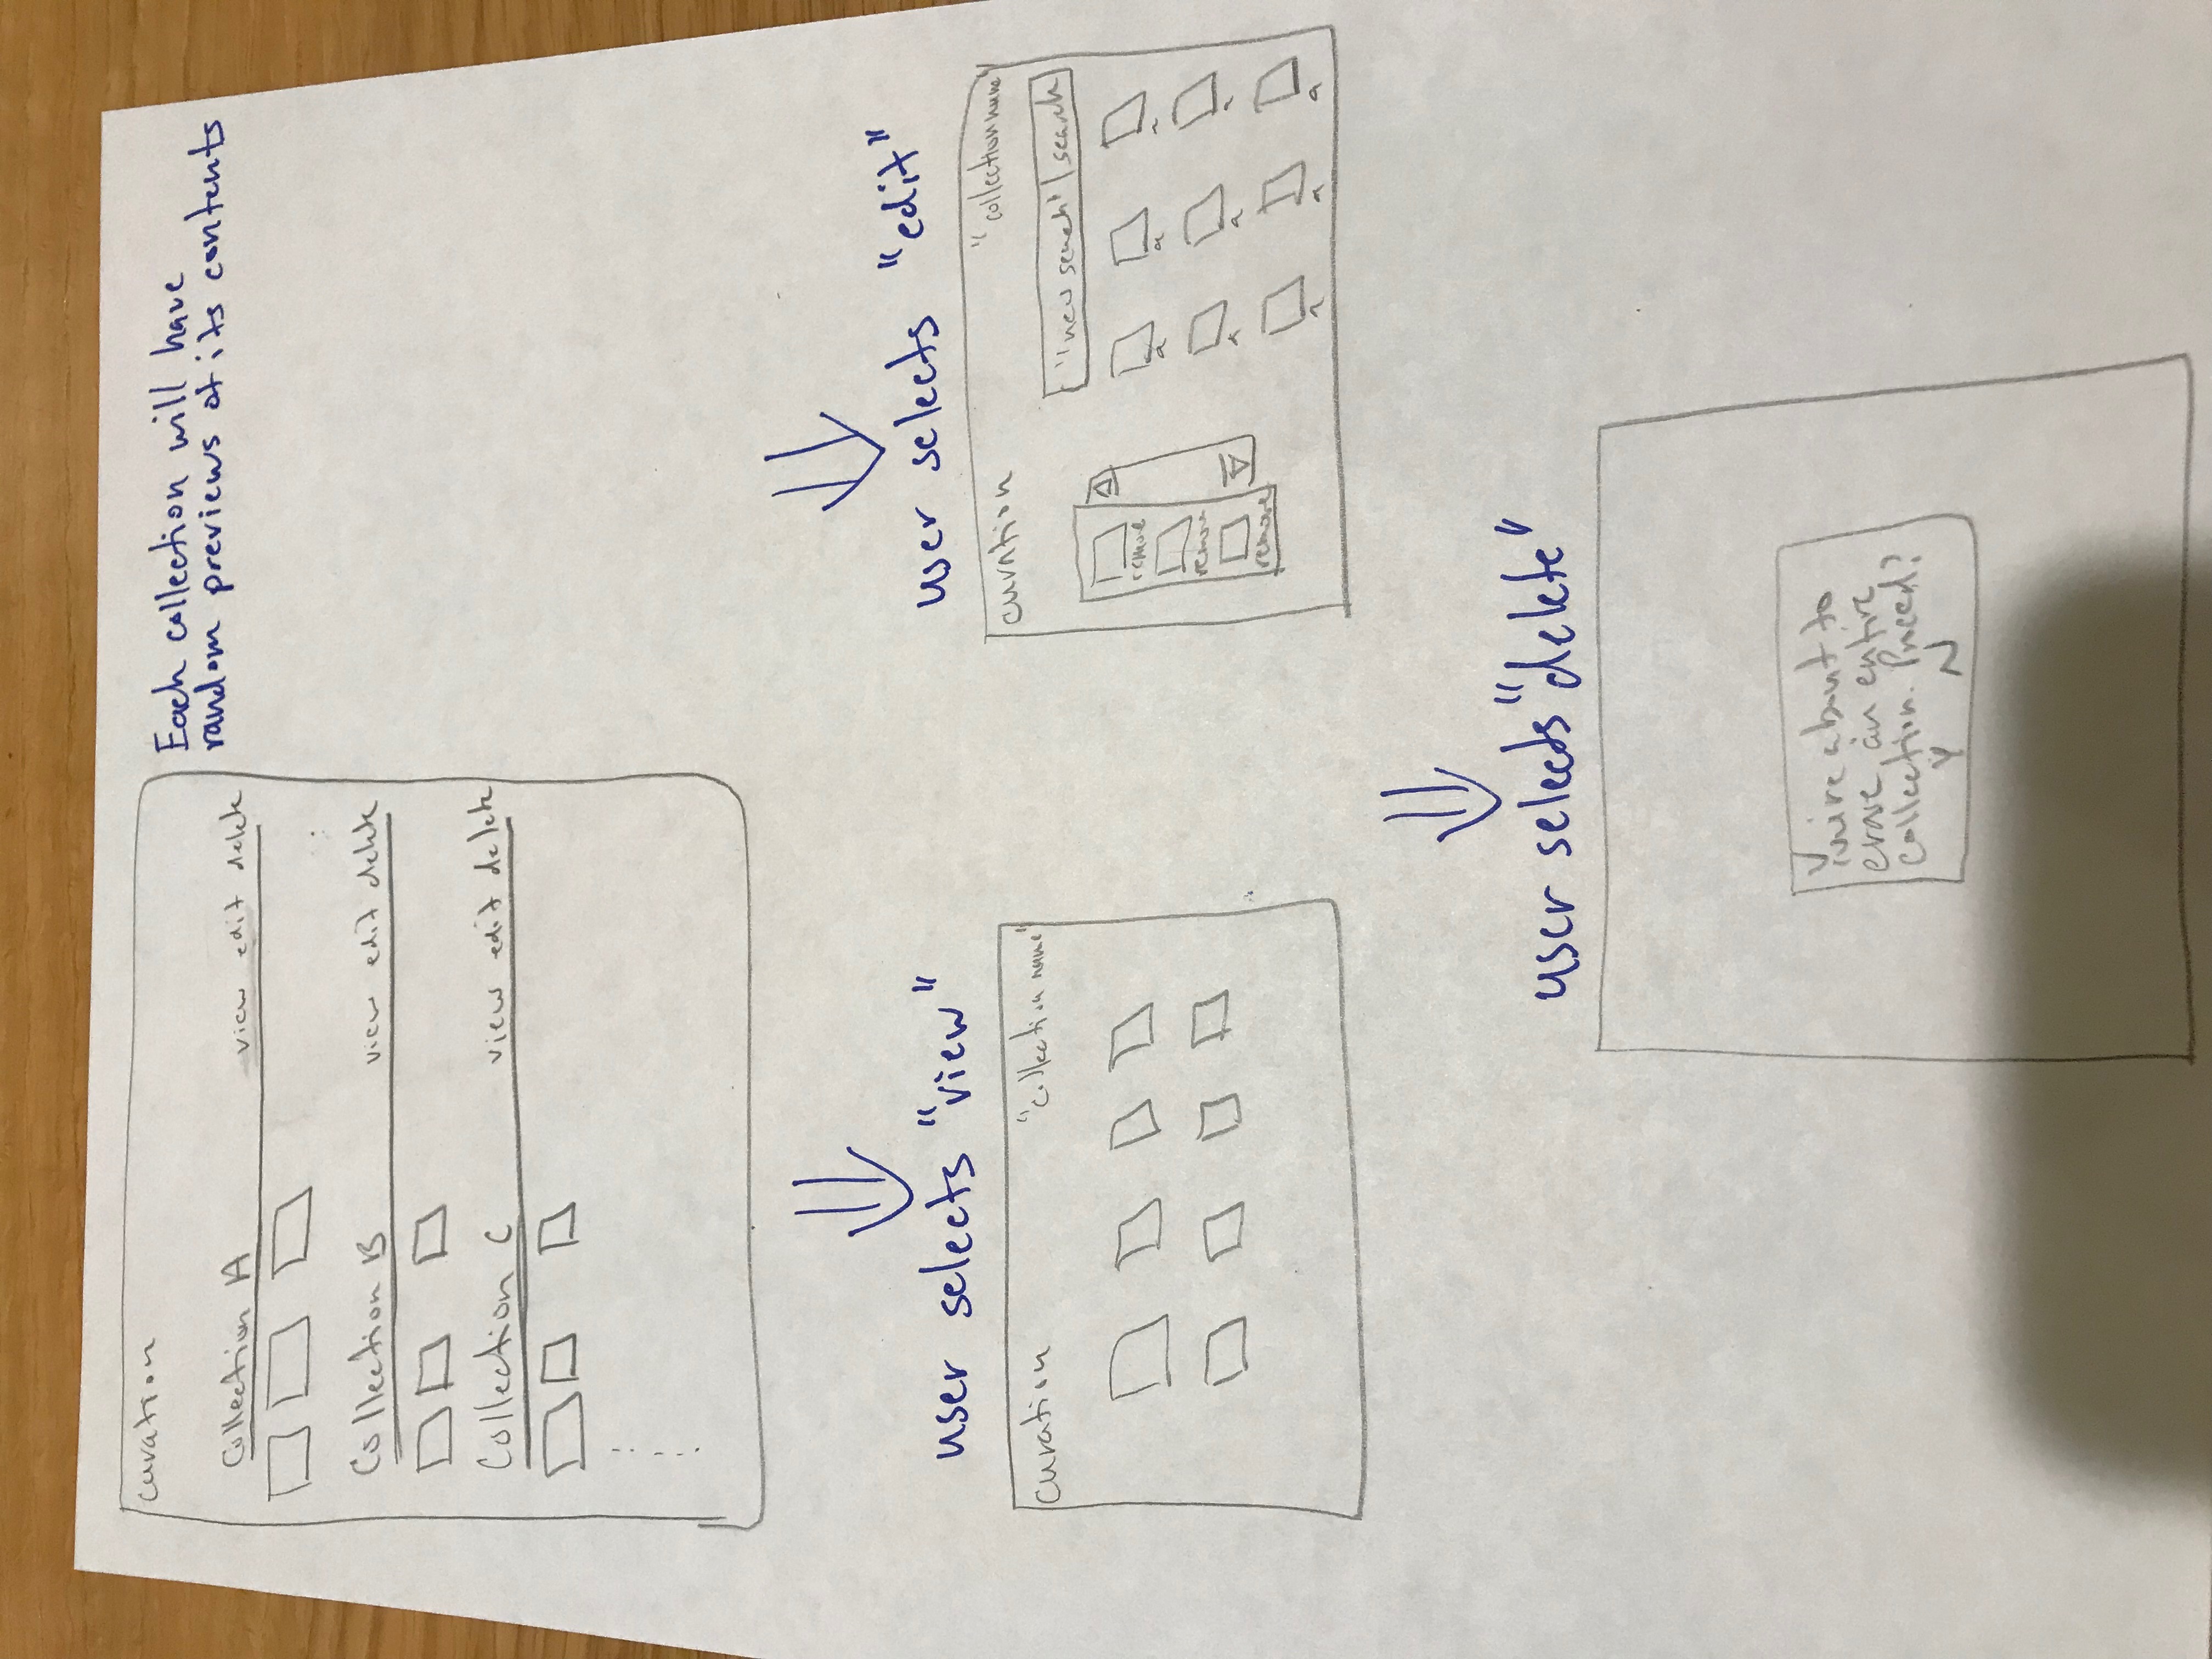 curation
Each collection will have
random previews of its contents
Collection A view edit delete
Collection B view edit delete
Collection C view edit delete
user selects "view"
user selects "edit"
curation "collection name"
curation "collection name"
"new search" | search
remove
remove
remove
a a a
a a a
a a a
user selects "delete"
You're about to
erase an entire
collection. Proceed?
Y N